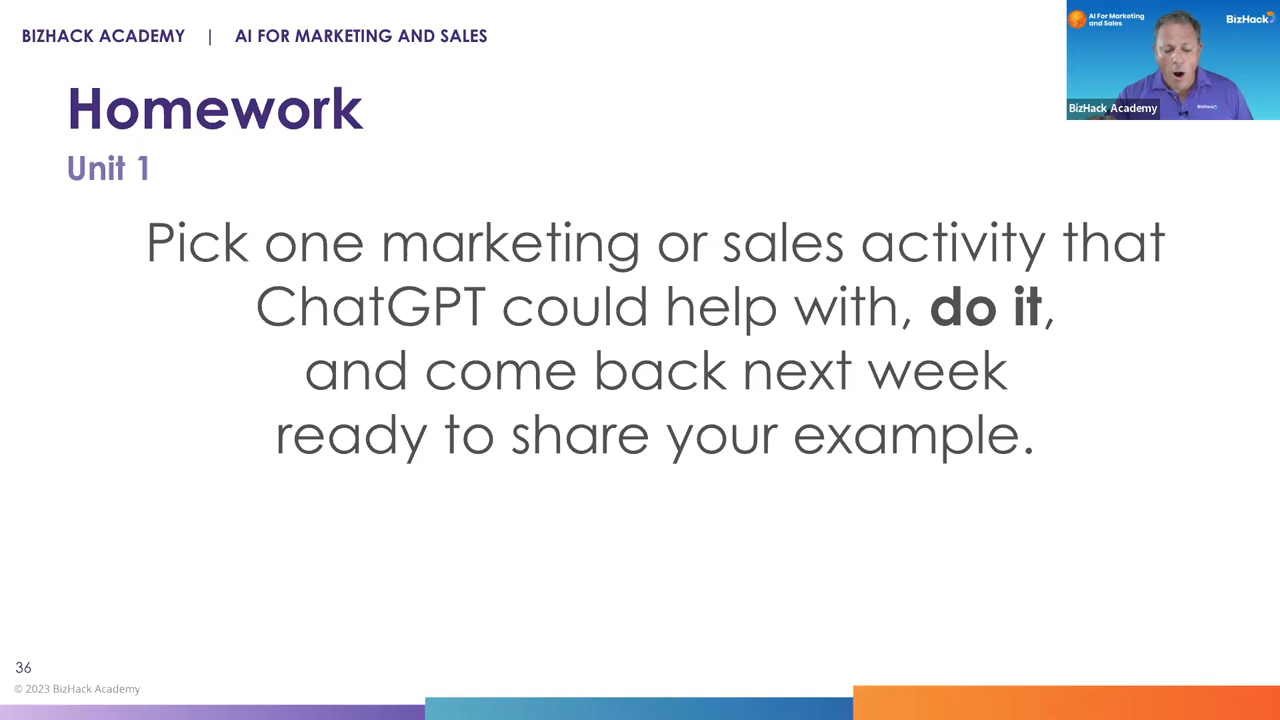 BIZHACK ACADEMY | AI FOR MARKETING AND SALES
AI For Marketing
and Sales
BizHack
BizHack Academy
Homework
Unit 1
Pick one marketing or sales activity that
ChatGPT could help with, do it,
and come back next week
ready to share your example.
36
© 2023 BizHack Academy